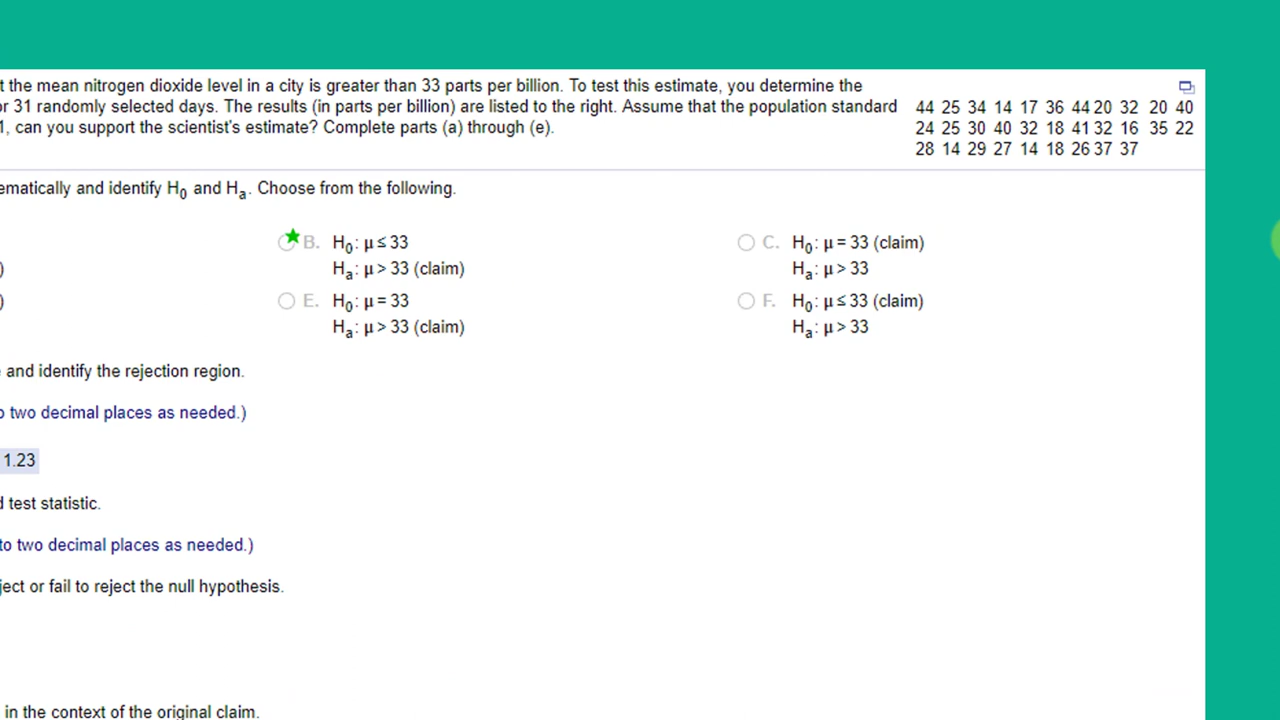 t the mean nitrogen dioxide level in a city is greater than 33 parts per billion. To test this estimate, you determine the
or 31 randomly selected days. The results (in parts per billion) are listed to the right. Assume that the population standard
1, can you support the scientist's estimate? Complete parts (a) through (e).
44 25 34 14 17 36 44 20 32 20 40
24 25 30 40 32 18 41 32 16 35 22
28 14 29 27 14 18 26 37 37
ematically and identify H0 and Ha. Choose from the following.
B. H0: μ ≤ 33
Ha: μ > 33 (claim)
C. H0: μ = 33 (claim)
Ha: μ > 33
)
)
E. H0: μ = 33
Ha: μ > 33 (claim)
F. H0: μ ≤ 33 (claim)
Ha: μ > 33
and identify the rejection region.
o two decimal places as needed.)
1.23
d test statistic.
to two decimal places as needed.)
ject or fail to reject the null hypothesis.
in the context of the original claim.